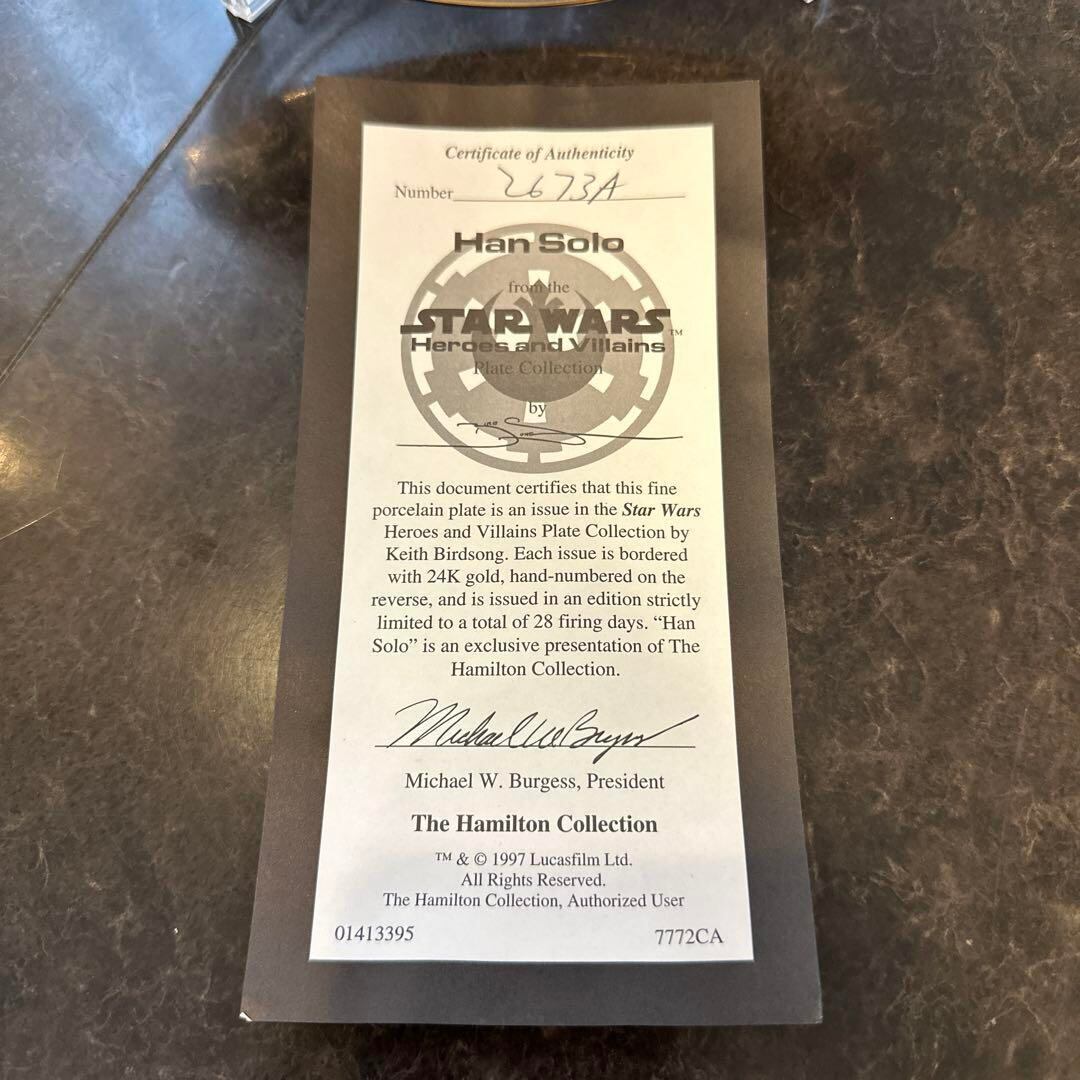 Certificate of Authenticity
Number 2673A
Han Solo
from the
STAR WARS™
Heroes and Villains
Plate Collection
by
This document certifies that this fine
porcelain plate is an issue in the Star Wars
Heroes and Villains Plate Collection by
Keith Birdsong. Each issue is bordered
with 24K gold, hand-numbered on the
reverse, and is issued in an edition strictly
limited to a total of 28 firing days. “Han
Solo” is an exclusive presentation of The
Hamilton Collection.
Michael W. Burgess, President
The Hamilton Collection
™ & © 1997 Lucasfilm Ltd.
All Rights Reserved.
The Hamilton Collection, Authorized User
01413395 7772CA